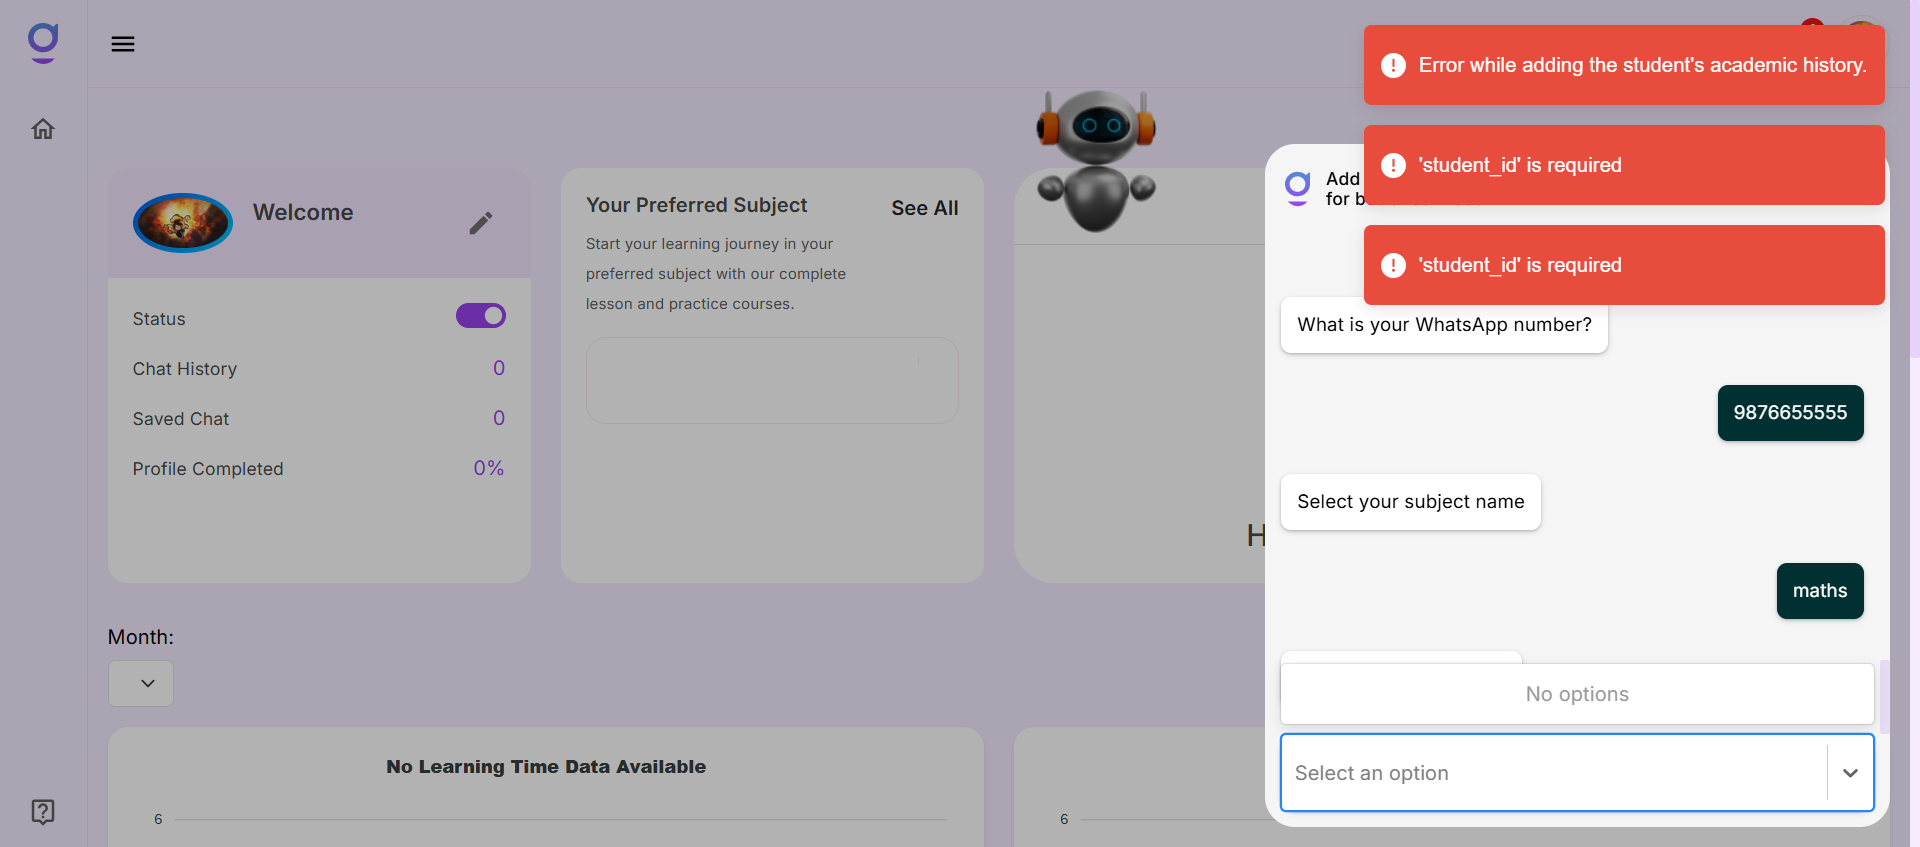 Error while adding the student's academic history.
'student_id' is required
'student_id' is required
Welcome
Status
Chat History 0
Saved Chat 0
Profile Completed 0%
Your Preferred Subject
See All
Start your learning journey in your
preferred subject with our complete
lesson and practice courses.
H
Add
for b
What is your WhatsApp number?
9876655555
Select your subject name
maths
No options
Select an option
Month:
No Learning Time Data Available
6
6